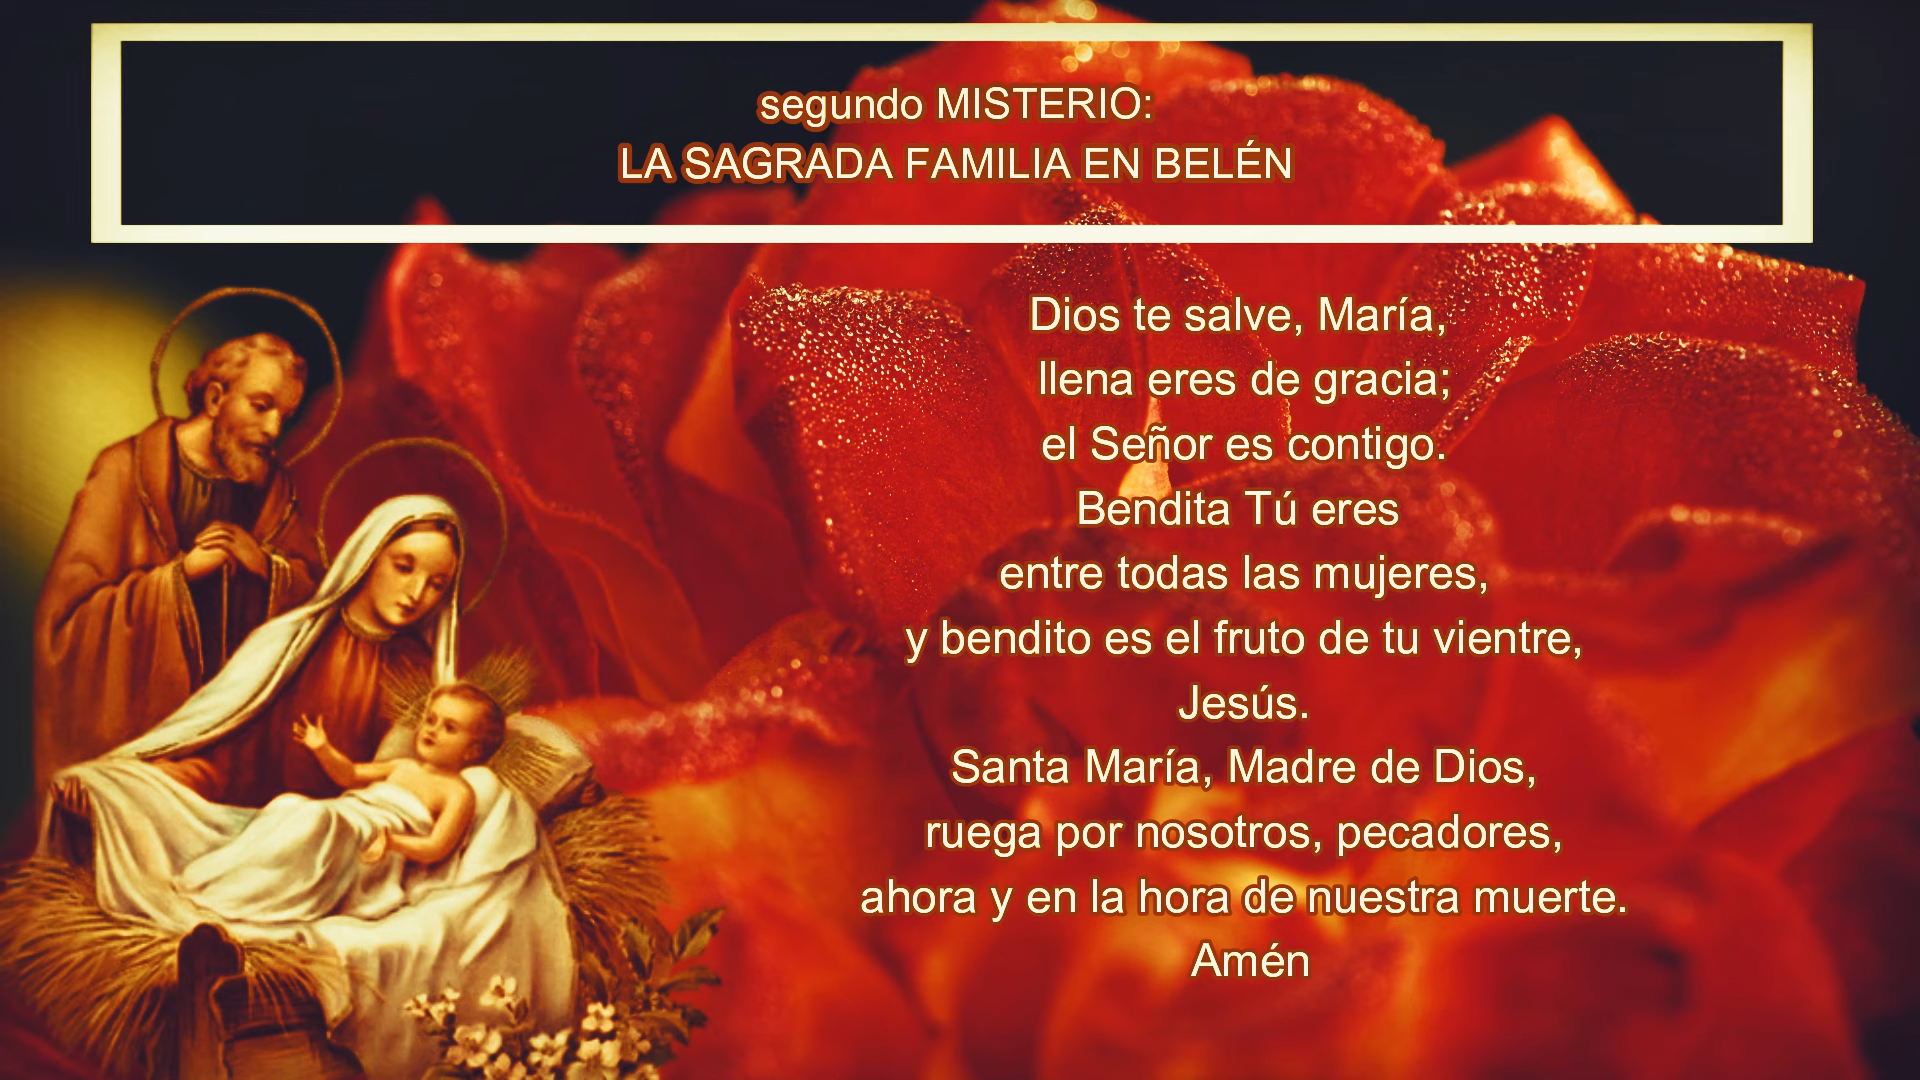 segundo MISTERIO:
LA SAGRADA FAMILIA EN BELÉN
Dios te salve, María,
llena eres de gracia;
el Señor es contigo.
Bendita Tú eres
entre todas las mujeres,
y bendito es el fruto de tu vientre,
Jesús.
Santa María, Madre de Dios,
ruega por nosotros, pecadores,
ahora y en la hora de nuestra muerte.
Amén